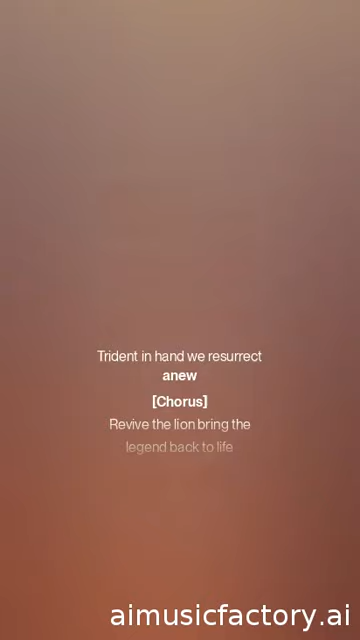 Trident in hand we resurrect
anew
[Chorus]
Revive the lion bring the
legend back to life
aimusicfactory.ai